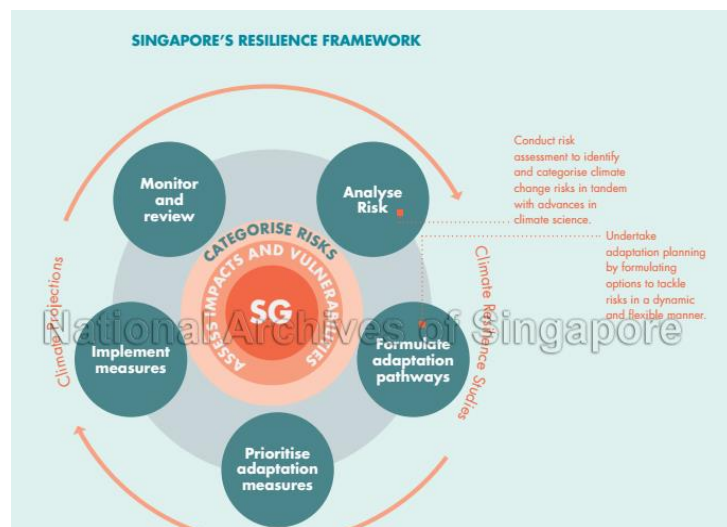 SINGAPORE'S RESILIENCE FRAMEWORK
Monitor
and
review
Analyse
Risk
Conduct risk
assessment to identify
and categorise climate
change risks in tandem
with advances in
climate science.
Undertake
adaptation planning
by formulating
options to tackle
risks in a dynamic
and flexible manner.
CATEGORISE RISKS
ASSESS IMPACTS AND VULNERABILITIES
SG
Climate Projections
Climate Resilience Studies
National Archives of Singapore
Implement
measures
Formulate
adaptation
pathways
Prioritise
adaptation
measures